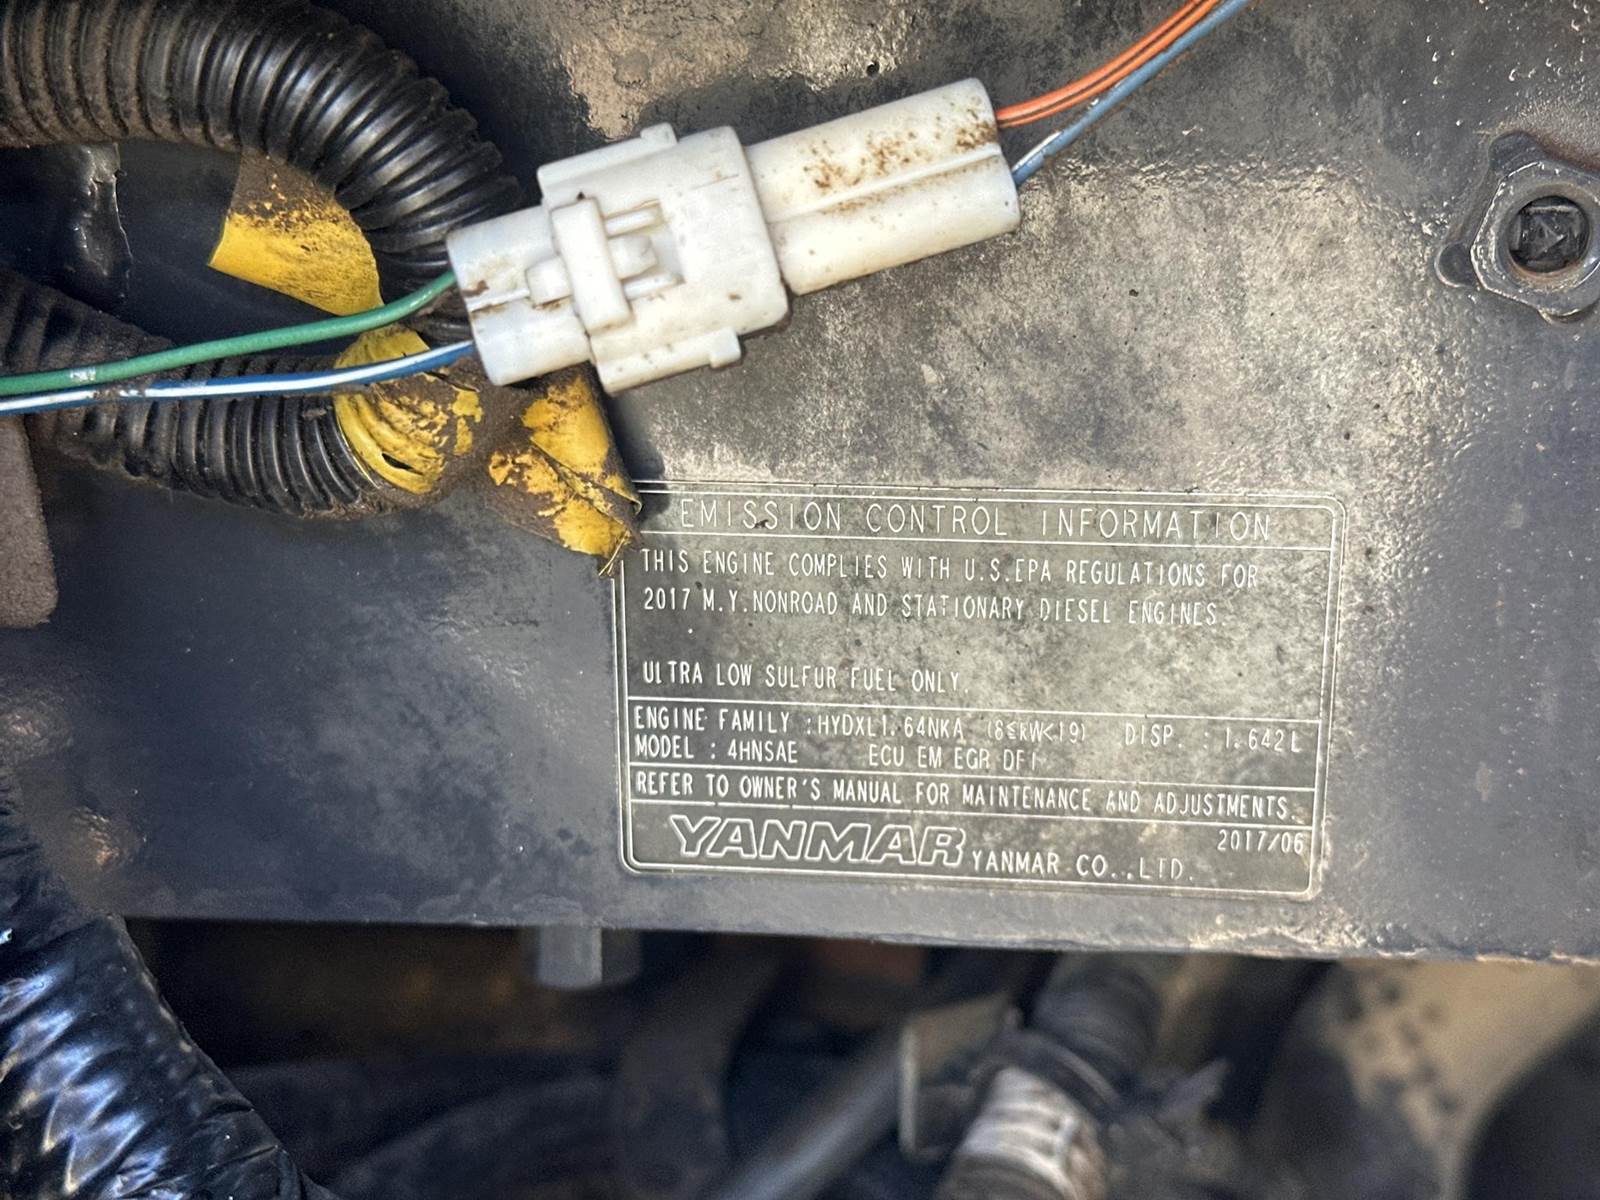 EMISSION CONTROL INFORMATION
THIS ENGINE COMPLIES WITH U.S.EPA REGULATIONS FOR
2017 M.Y.NONROAD AND STATIONARY DIESEL ENGINES.
ULTRA LOW SULFUR FUEL ONLY.
ENGINE FAMILY :HYDXL1.64NKA (8≤kW<19) DISP. : 1.642L
MODEL : 4HNSAE ECU EM EGR DFI
REFER TO OWNER'S MANUAL FOR MAINTENANCE AND ADJUSTMENTS.
2017/06
YANMAR YANMAR CO.,LTD.